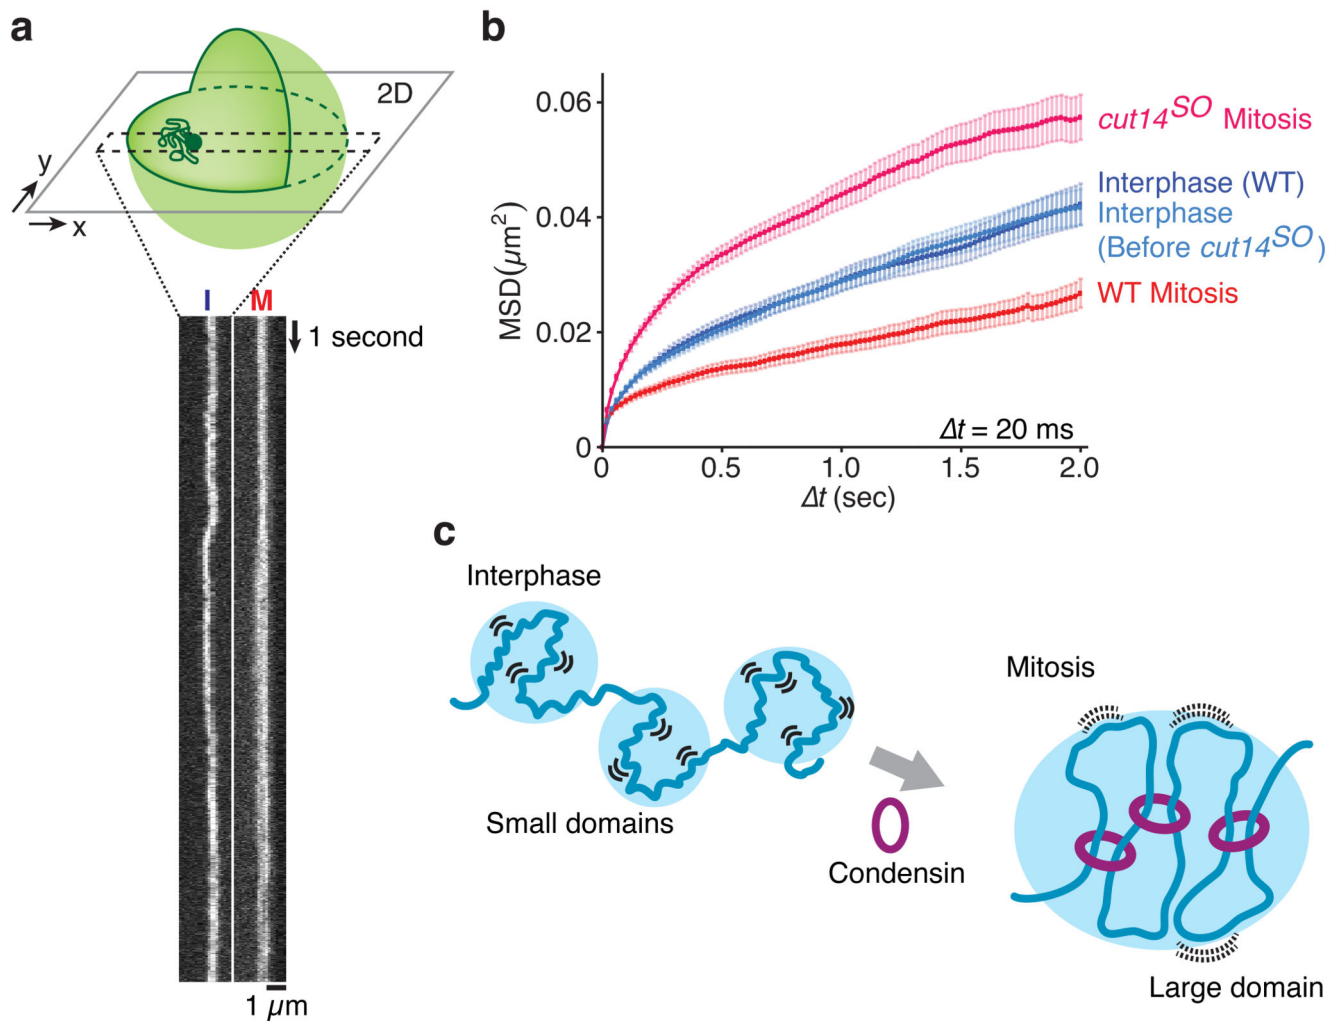 a
2D
y
x
I M
1 second
1 µm
b
MSD(µm²)
0.06
0.04
0.02
0
0 0.5 1.0 1.5 2.0
Δt = 20 ms
Δt (sec)
cut14ˢᴼ Mitosis
Interphase (WT)
Interphase
(Before cut14ˢᴼ)
WT Mitosis
c
Interphase
Small domains
Condensin
Mitosis
Large domain